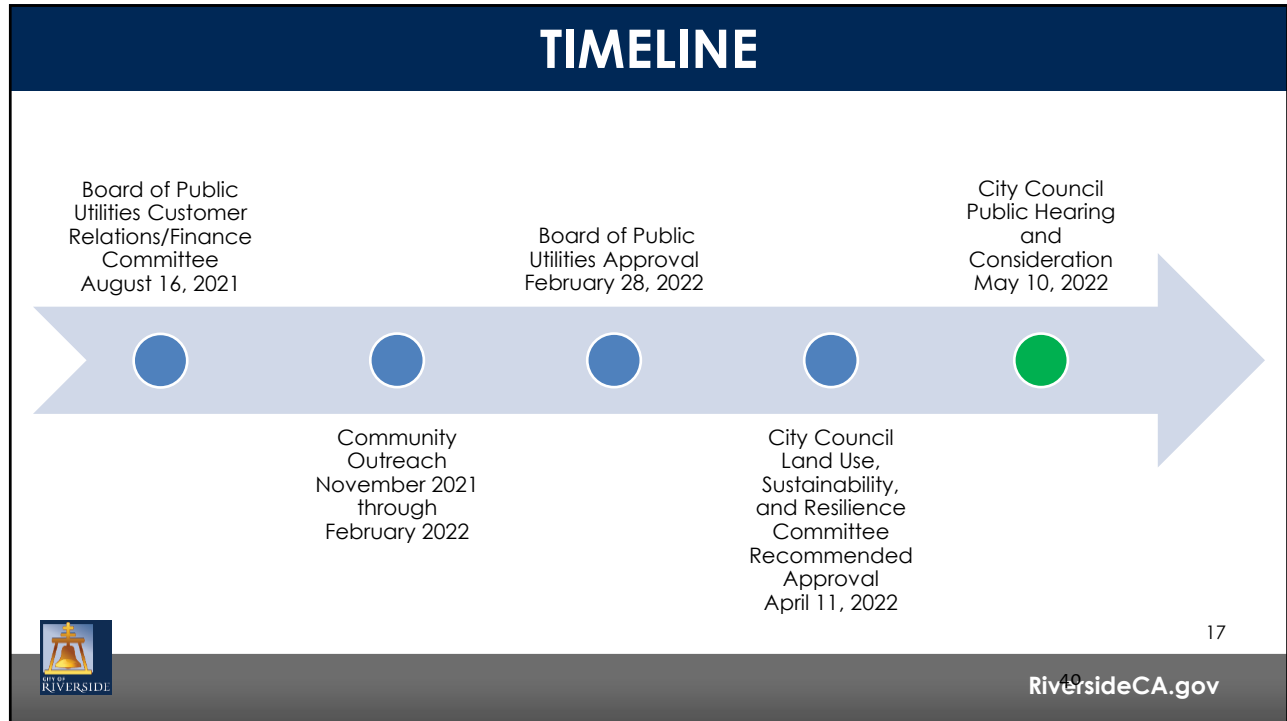 TIMELINE
Board of Public
Utilities Customer
Relations/Finance
Committee
August 16, 2021
Community
Outreach
November 2021
through
February 2022
Board of Public
Utilities Approval
February 28, 2022
City Council
Land Use,
Sustainability,
and Resilience
Committee
Recommended
Approval
April 11, 2022
City Council
Public Hearing
and
Consideration
May 10, 2022
17
CITY OF
RIVERSIDE
RiversideCA.gov
49